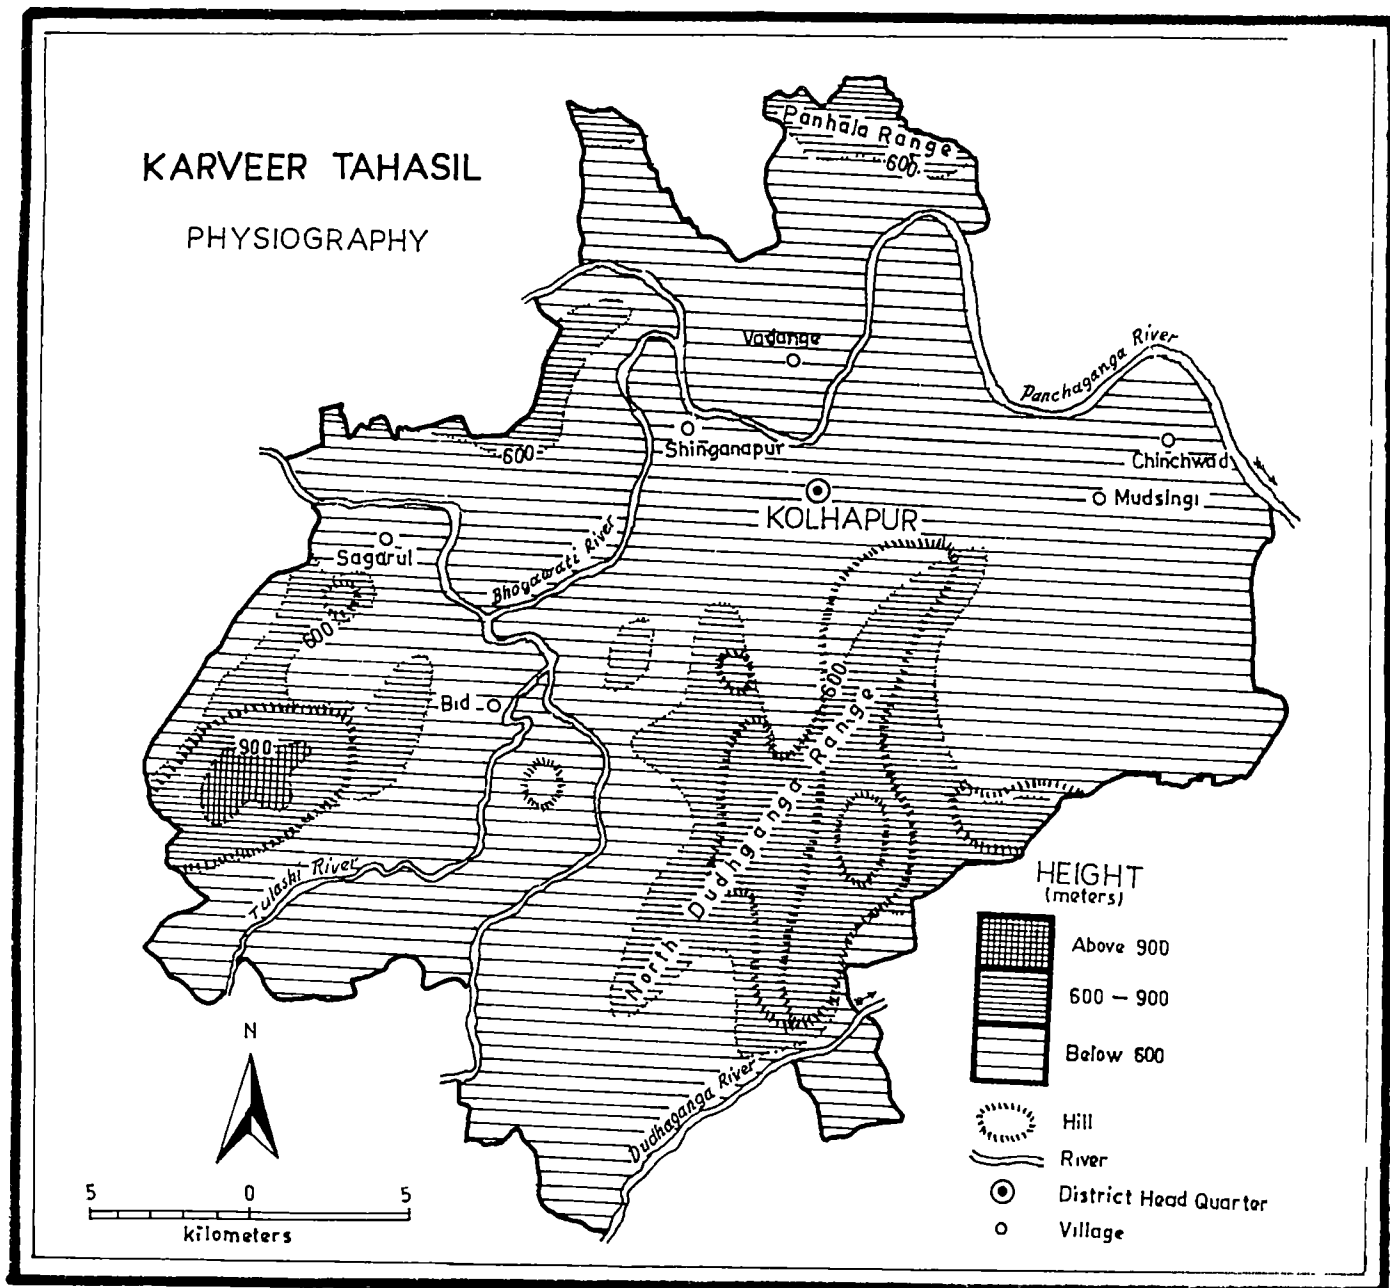 KARVEER TAHASIL
PHYSIOGRAPHY
Panhala Range
600
Vadange
Panchaganga River
Shinganapur
600
Chinchwad
KOLHAPUR
Mudsingi
Sagarul
Bhogawati River
600
600
Bid
900
North Dudhganga Range
Tulashi River
Dudhaganga River
HEIGHT
(meters)
Above 900
600 – 900
Below 600
Hill
River
District Head Quarter
Village
N
5 0 5
kilometers